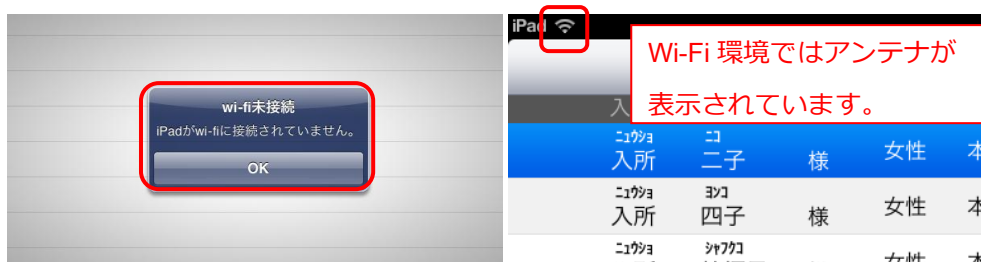 wi-fi未接続
iPadがwi-fiに接続されていません。
OK
iPad
Wi-Fi 環境ではアンテナが
表示されています。
入
ﾆｭｳｼｮ ﾆｺ
入所 二子 様 女性 本
ﾆｭｳｼｮ ﾖﾝｺ
入所 四子 様 女性 本
ﾆｭｳｼｮ ｼｬﾌｸｺ